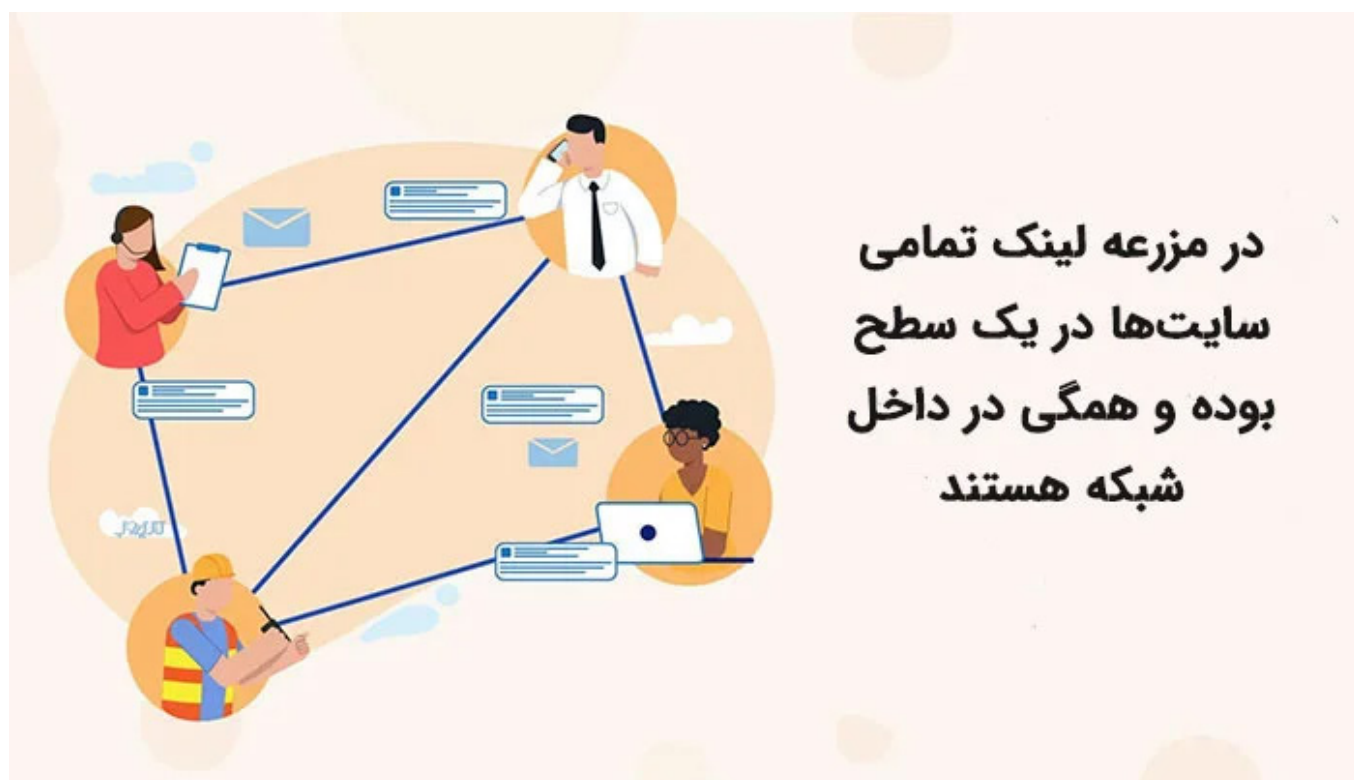 در مزرعه لینک تمامی
سایت‌ها در یک سطح
بوده و همگی در داخل
شبکه هستند